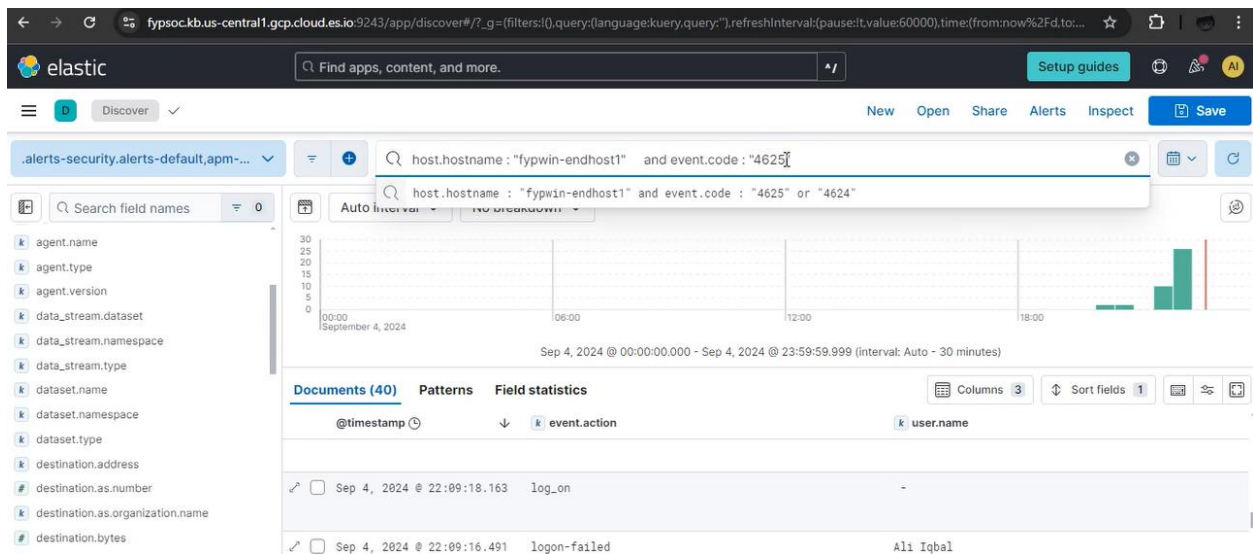 fypsoc.kb.us-central1.gcp.cloud.es.io:9243/app/discover#/?_g=(filters:!(),query:(language:kuery,query:''),refreshInterval:(pause:!t,value:60000),time:(from:now%2Fd,to:...
elastic
Find apps, content, and more.
^/
Setup guides
AI
D
Discover
New Open Share Alerts Inspect Save
.alerts-security.alerts-default,apm-...
host.hostname : "fypwin-endhost1" and event.code : "4625
host.hostname : "fypwin-endhost1" and event.code : "4625" or "4624"
Search field names 0
Auto interval No breakdown
k agent.name
k agent.type
k agent.version
k data_stream.dataset
k data_stream.namespace
k data_stream.type
k dataset.name
k dataset.namespace
k dataset.type
k destination.address
# destination.as.number
k destination.as.organization.name
# destination.bytes
30
25
20
15
10
5
0
00:00 06:00 12:00 18:00
September 4, 2024
Sep 4, 2024 @ 00:00:00.000 - Sep 4, 2024 @ 23:59:59.999 (interval: Auto - 30 minutes)
Documents (40) Patterns Field statistics Columns 3 Sort fields 1
@timestamp k event.action k user.name
Sep 4, 2024 @ 22:09:18.163 log_on -
Sep 4, 2024 @ 22:09:16.491 logon-failed Ali Iqbal